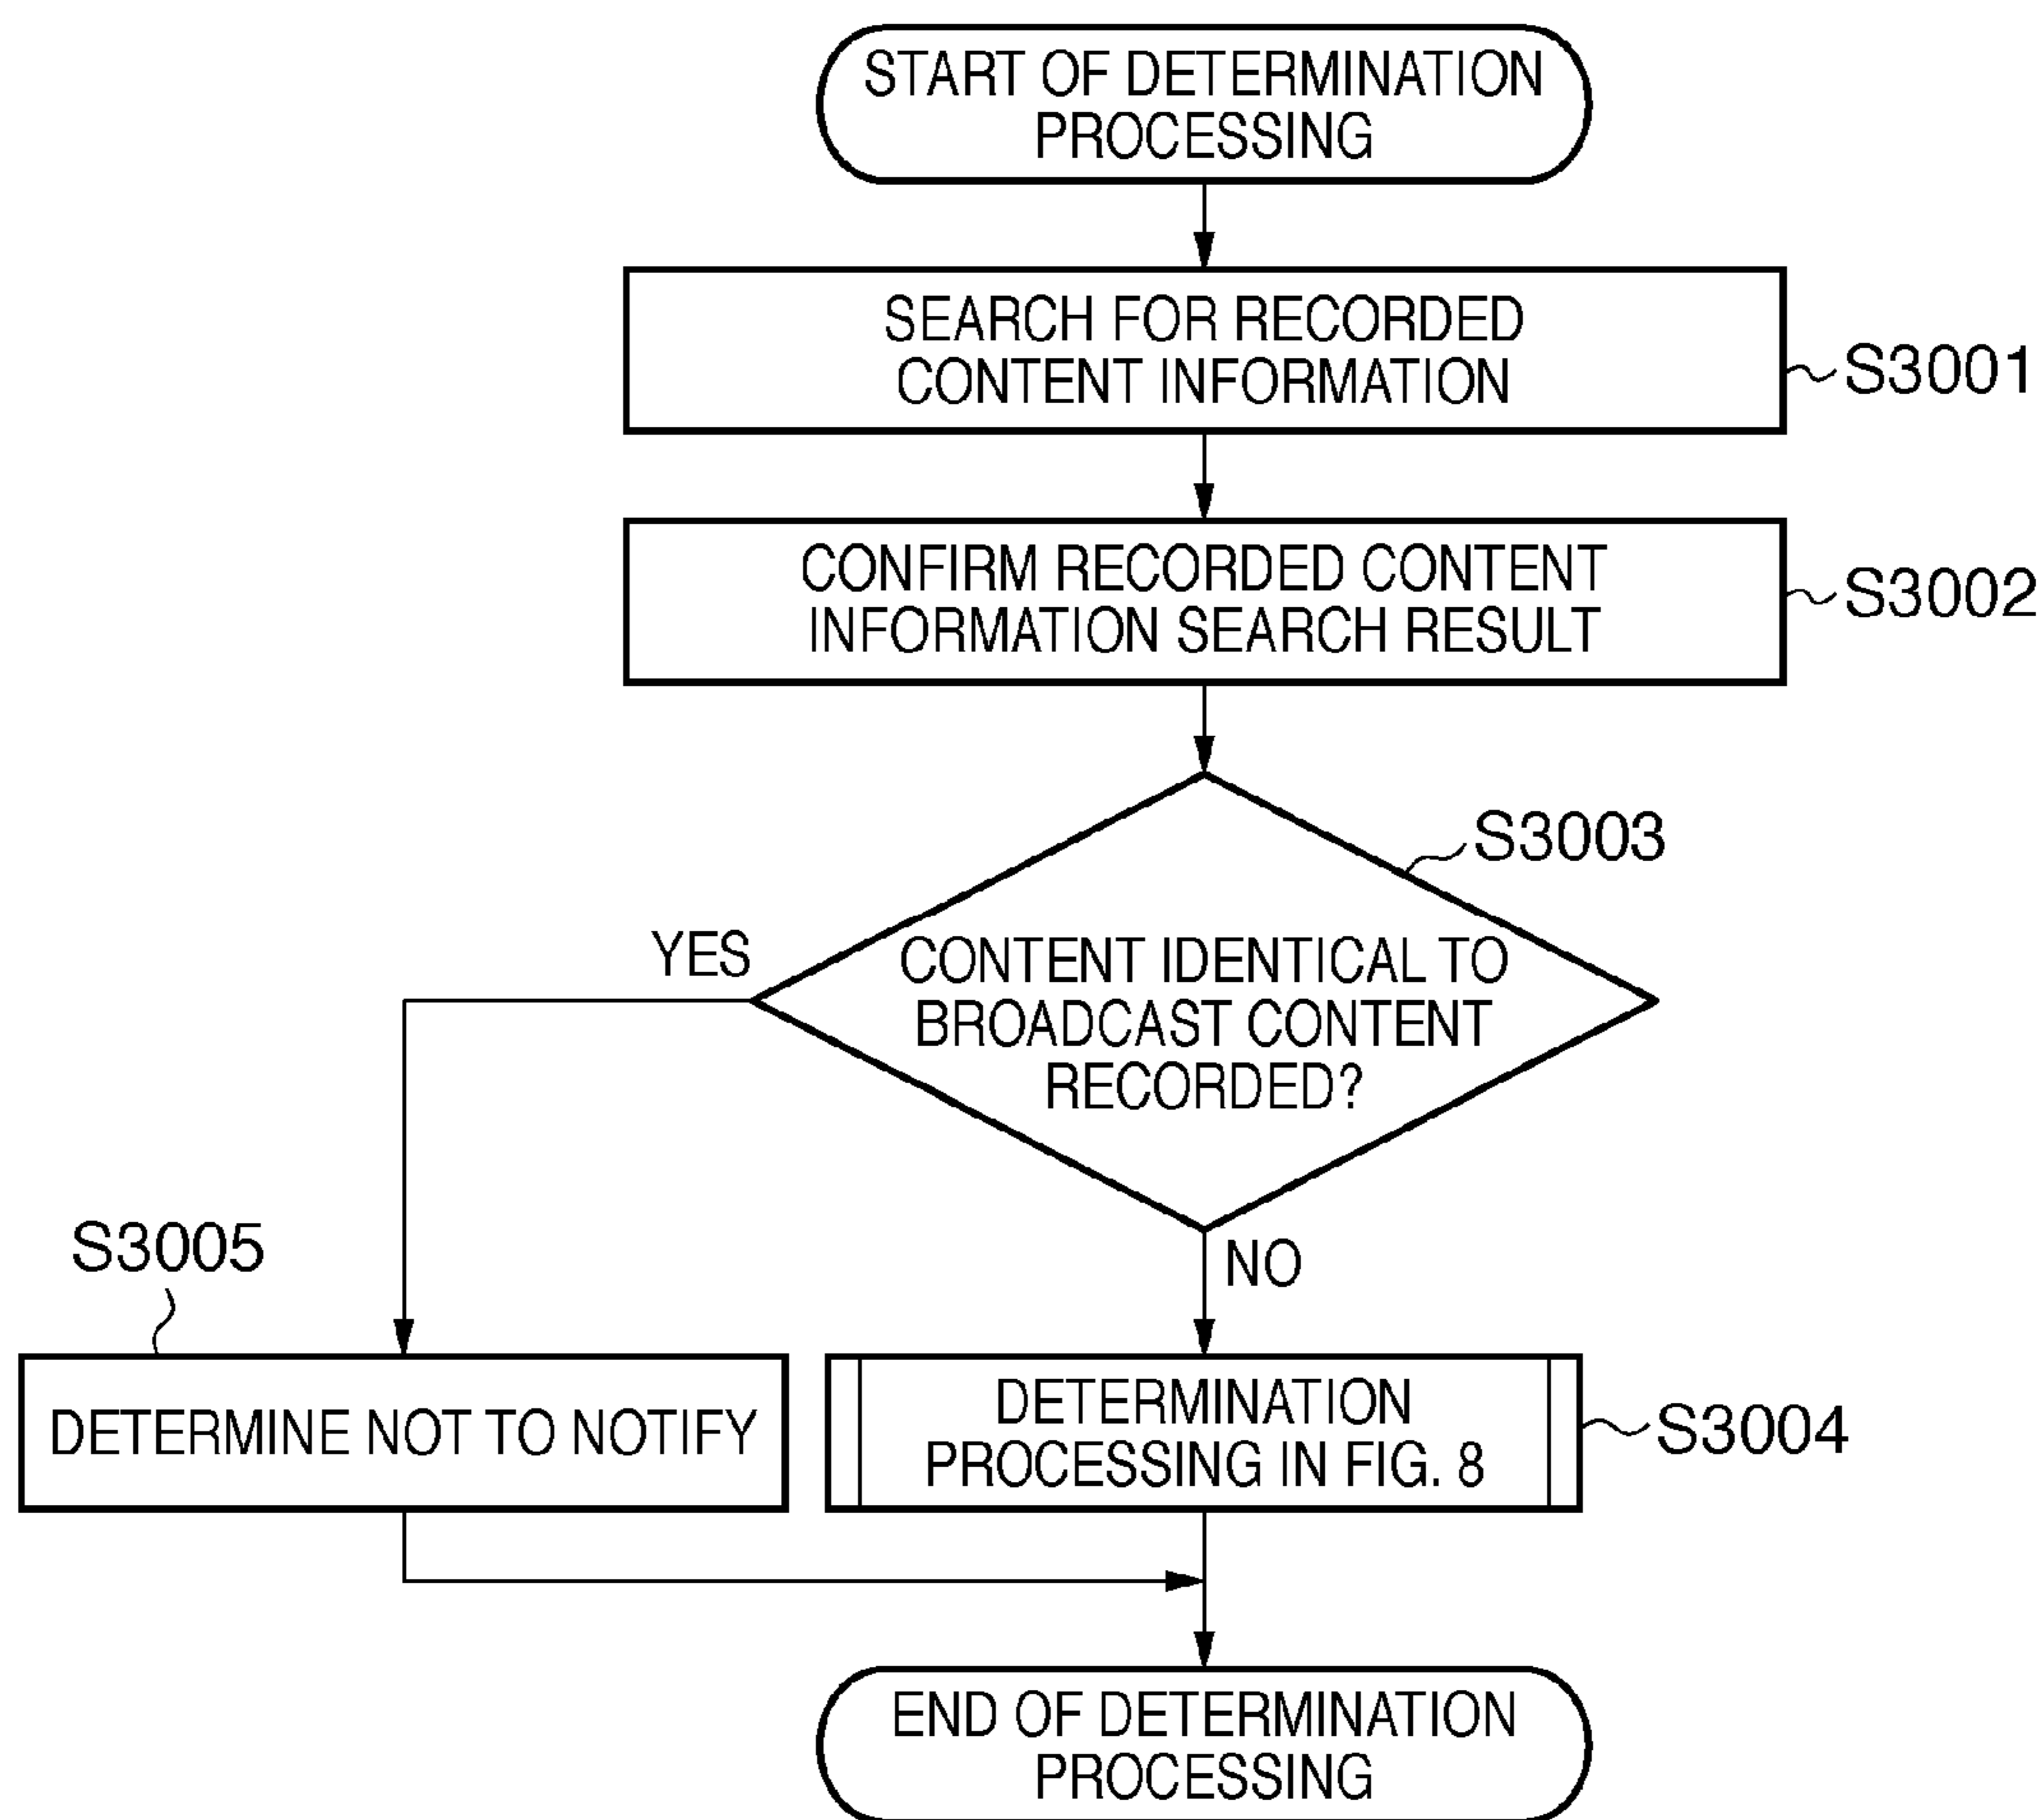 START OF DETERMINATION
PROCESSING
SEARCH FOR RECORDED
CONTENT INFORMATION
S3001
CONFIRM RECORDED CONTENT
INFORMATION SEARCH RESULT
S3002
S3003
CONTENT IDENTICAL TO
BROADCAST CONTENT
RECORDED?
YES
NO
S3005
DETERMINE NOT TO NOTIFY
DETERMINATION
PROCESSING IN FIG. 8
S3004
END OF DETERMINATION
PROCESSING